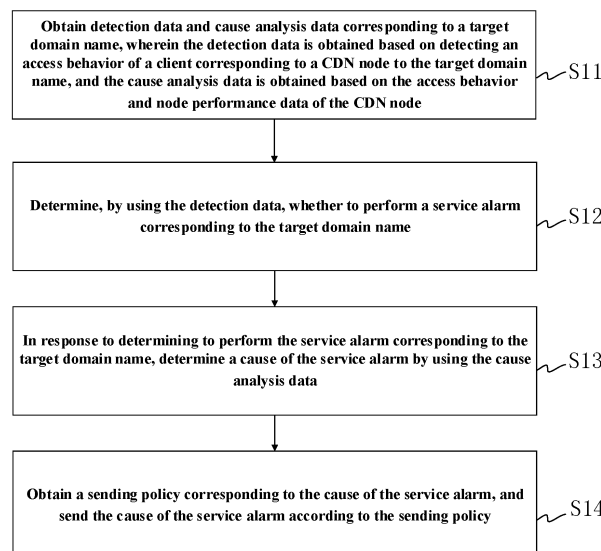 Obtain detection data and cause analysis data corresponding to a target
domain name, wherein the detection data is obtained based on detecting an
access behavior of a client corresponding to a CDN node to the target domain
name, and the cause analysis data is obtained based on the access behavior
and node performance data of the CDN node
S11
Determine, by using the detection data, whether to perform a service alarm
corresponding to the target domain name
S12
In response to determining to perform the service alarm corresponding to the
target domain name, determine a cause of the service alarm by using the cause
analysis data
S13
Obtain a sending policy corresponding to the cause of the service alarm, and
send the cause of the service alarm according to the sending policy
S14